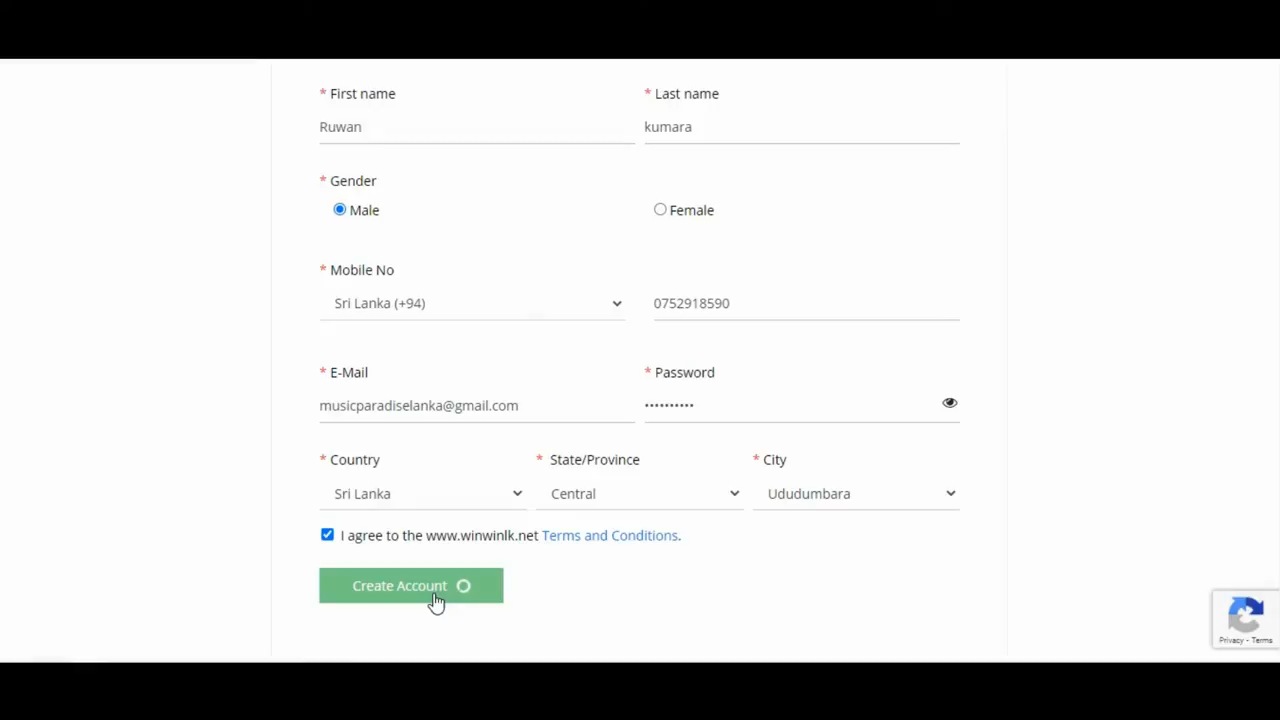 * First name
* Last name
Ruwan
kumara
* Gender
Male
Female
* Mobile No
Sri Lanka (+94)
0752918590
* E-Mail
* Password
musicparadiselanka@gmail.com
••••••••••
* Country
* State/Province
* City
Sri Lanka
Central
Ududumbara
I agree to the www.winwinlk.net Terms and Conditions.
Create Account
Privacy - Terms